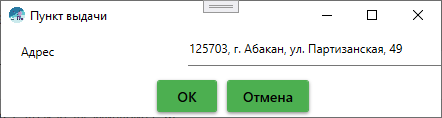 Пункт выдачи
Адрес 125703, г. Абакан, ул. Партизанская, 49
OK Отмена